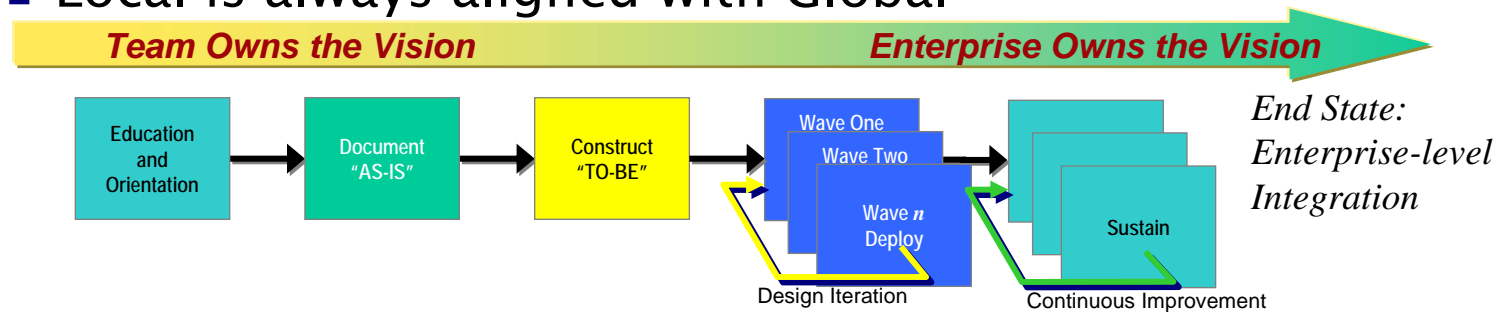 Local is always aligned with Global
Team Owns the Vision
Enterprise Owns the Vision
Education
and
Orientation
Document
“AS-IS”
Construct
“TO-BE”
Wave One
Wave Two
Wave n
Deploy
Design Iteration
Sustain
Continuous Improvement
End State:
Enterprise-level
Integration